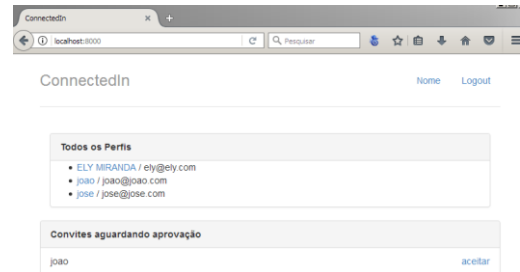 ConnectedIn
localhost:8000
Pesquisar
ConnectedIn
Nome Logout
Todos os Perfis
ELY MIRANDA / ely@ely.com
joao / joao@joao.com
jose / jose@jose.com
Convites aguardando aprovação
joao aceitar